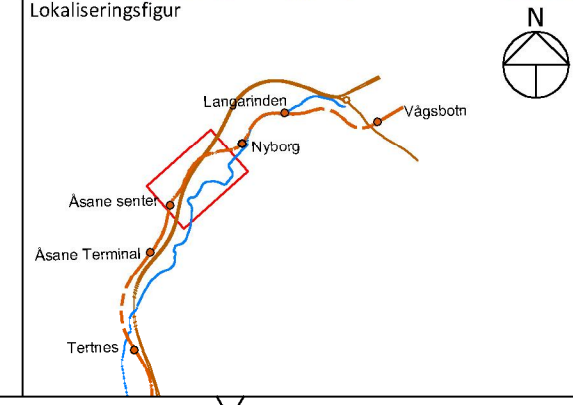 Lokaliseringsfigur
N
Langarinden
Vågsbotn
Nyborg
Åsane senter
Åsane Terminal
Tertnes